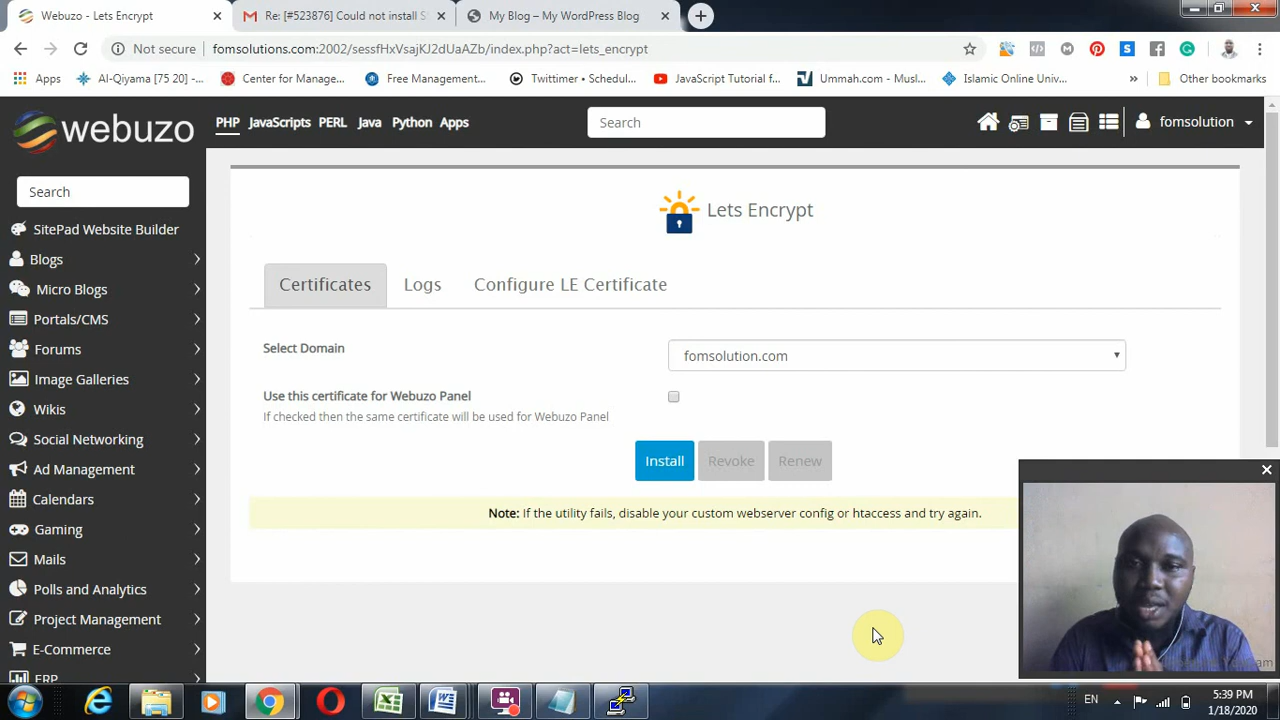 Webuzo - Lets Encrypt
Re: [#523876] Could not install S
My Blog – My WordPress Blog
Not secure
fomsolutions.com:2002/sessfHxVsajKJ2dUaAZb/index.php?act=lets_encrypt
Apps
Al-Qiyama [75 20] -...
Center for Manage...
Free Management...
Twittimer • Schedul...
JavaScript Tutorial f...
Ummah.com - Musl...
Islamic Online Univ...
»
Other bookmarks
webuzo
PHP JavaScripts PERL Java Python Apps
Search
fomsolution
Search
SitePad Website Builder
Blogs
Micro Blogs
Portals/CMS
Forums
Image Galleries
Wikis
Social Networking
Ad Management
Calendars
Gaming
Mails
Polls and Analytics
Project Management
E-Commerce
ERP
Lets Encrypt
Certificates Logs Configure LE Certificate
Select Domain
fomsolution.com
Use this certificate for Webuzo Panel
If checked then the same certificate will be used for Webuzo Panel
Install Revoke Renew
Note: If the utility fails, disable your custom webserver config or htaccess and try again.
EN
5:39 PM
1/18/2020